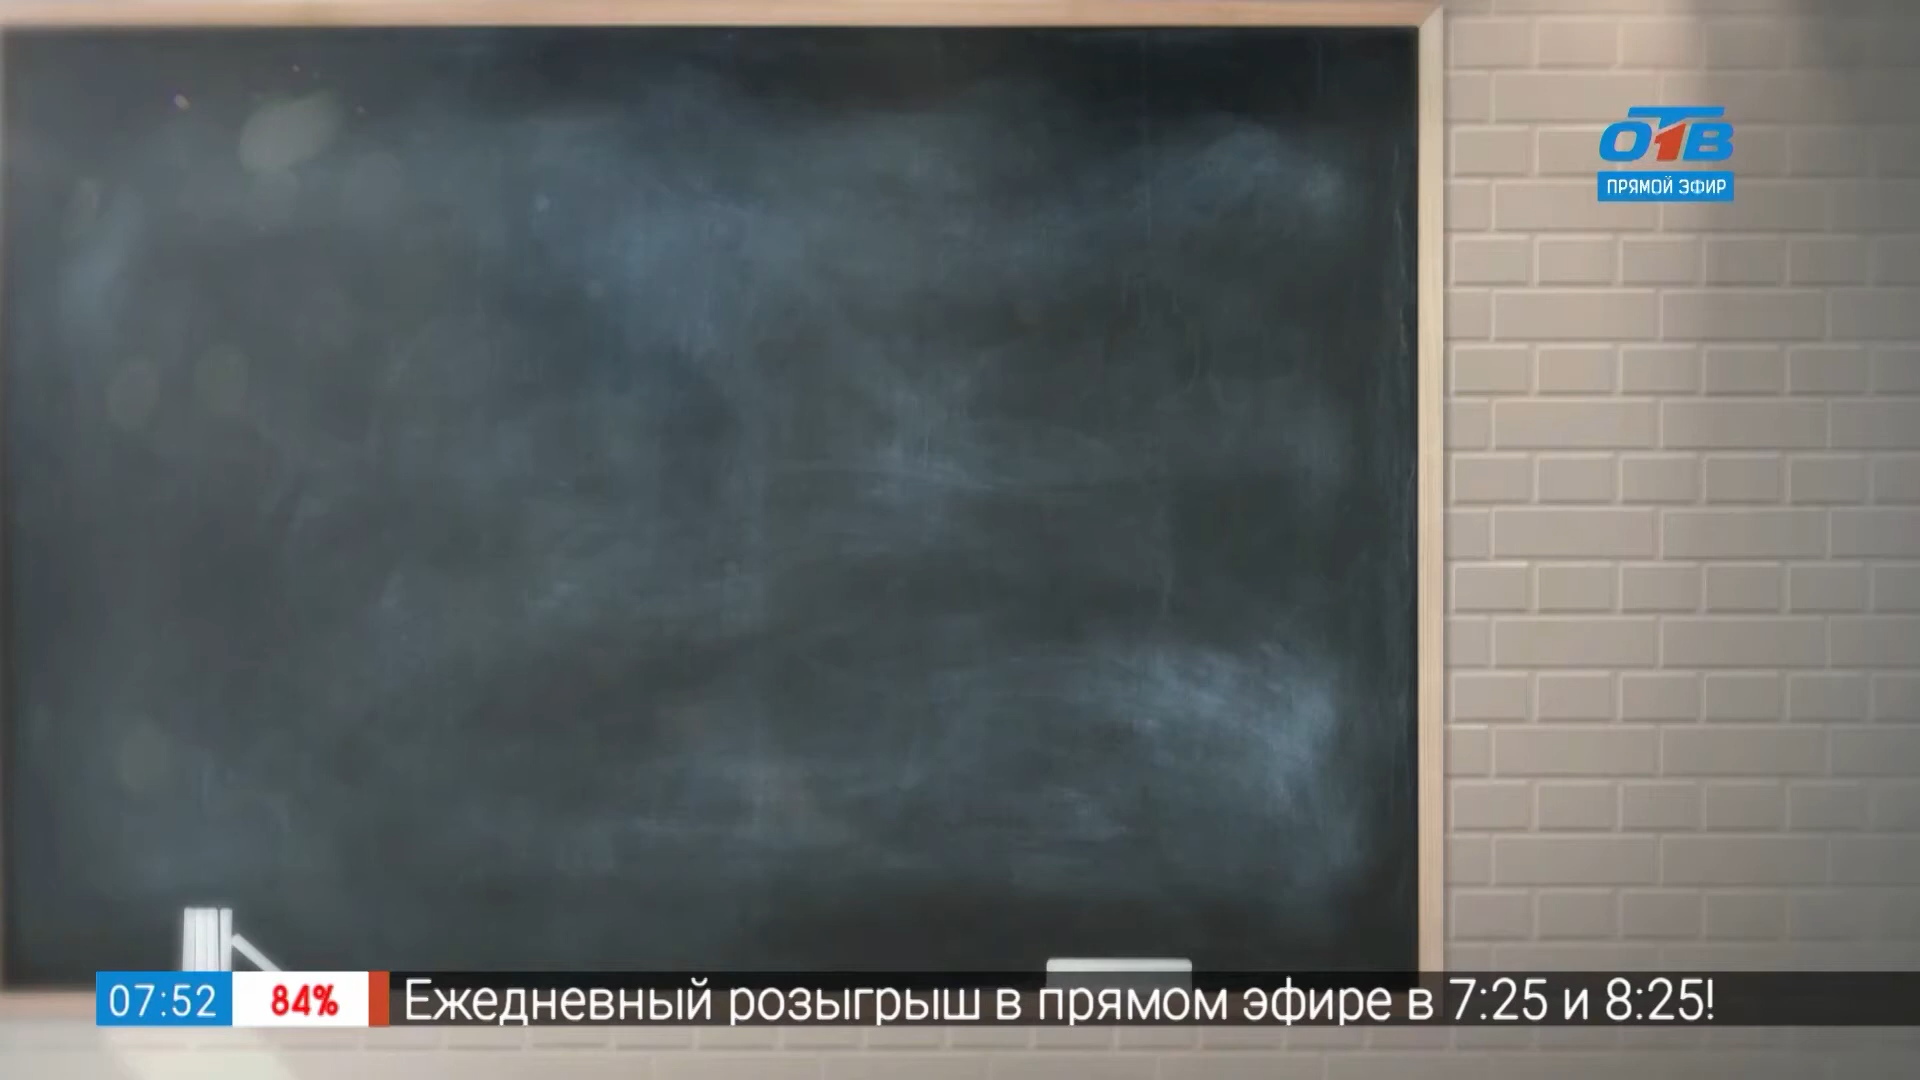 ОТВ
ПРЯМОЙ ЭФИР
07:52 84% Ежедневный розыгрыш в прямом эфире в 7:25 и 8:25!